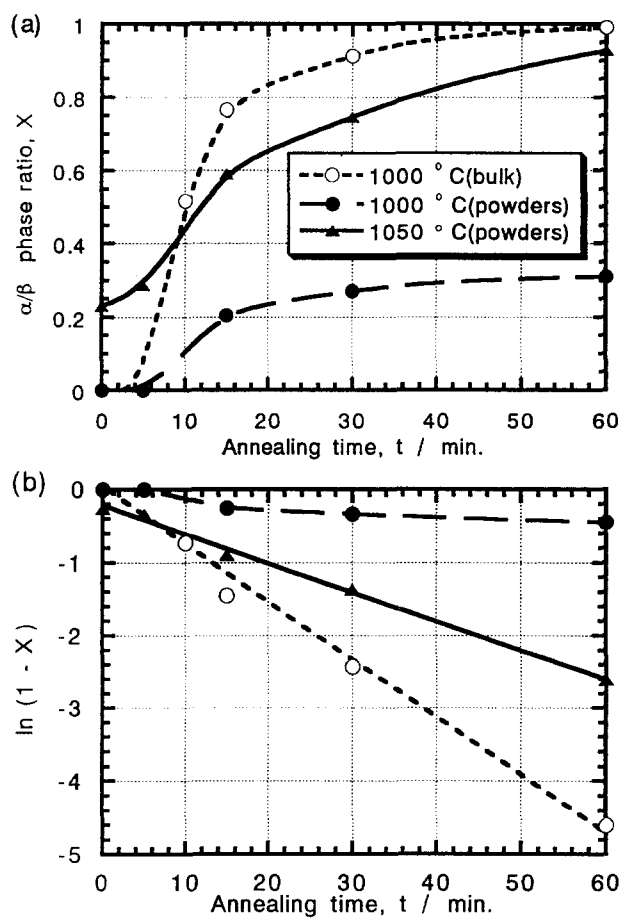 (a)
1
0.8
0.6
0.4
0.2
0
α/β phase ratio, X
1000 ° C(bulk)
1000 ° C(powders)
1050 ° C(powders)
0 10 20 30 40 50 60
Annealing time, t / min.
(b)
0
-1
-2
-3
-4
-5
ln (1 - X)
0 10 20 30 40 50 60
Annealing time, t / min.